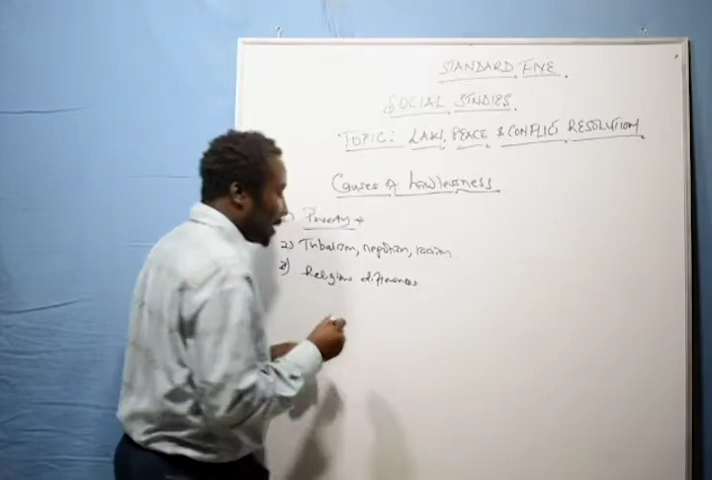 STANDARD FIVE.
SOCIAL STUDIES.
TOPIC: LAW, PEACE & CONFLICT RESOLUTION
Causes of Lawlessness
1) Poverty →
2) Tribalism, nepotism, racism
3) Religious differences